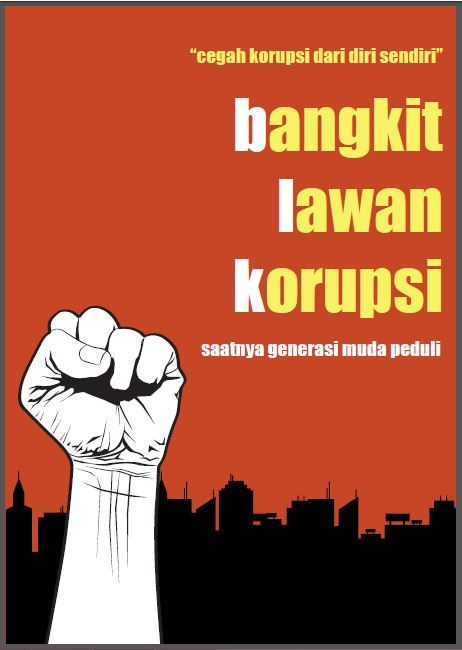 “cegah korupsi dari diri sendiri”
bangkit
lawan
korupsi
saatnya generasi muda peduli